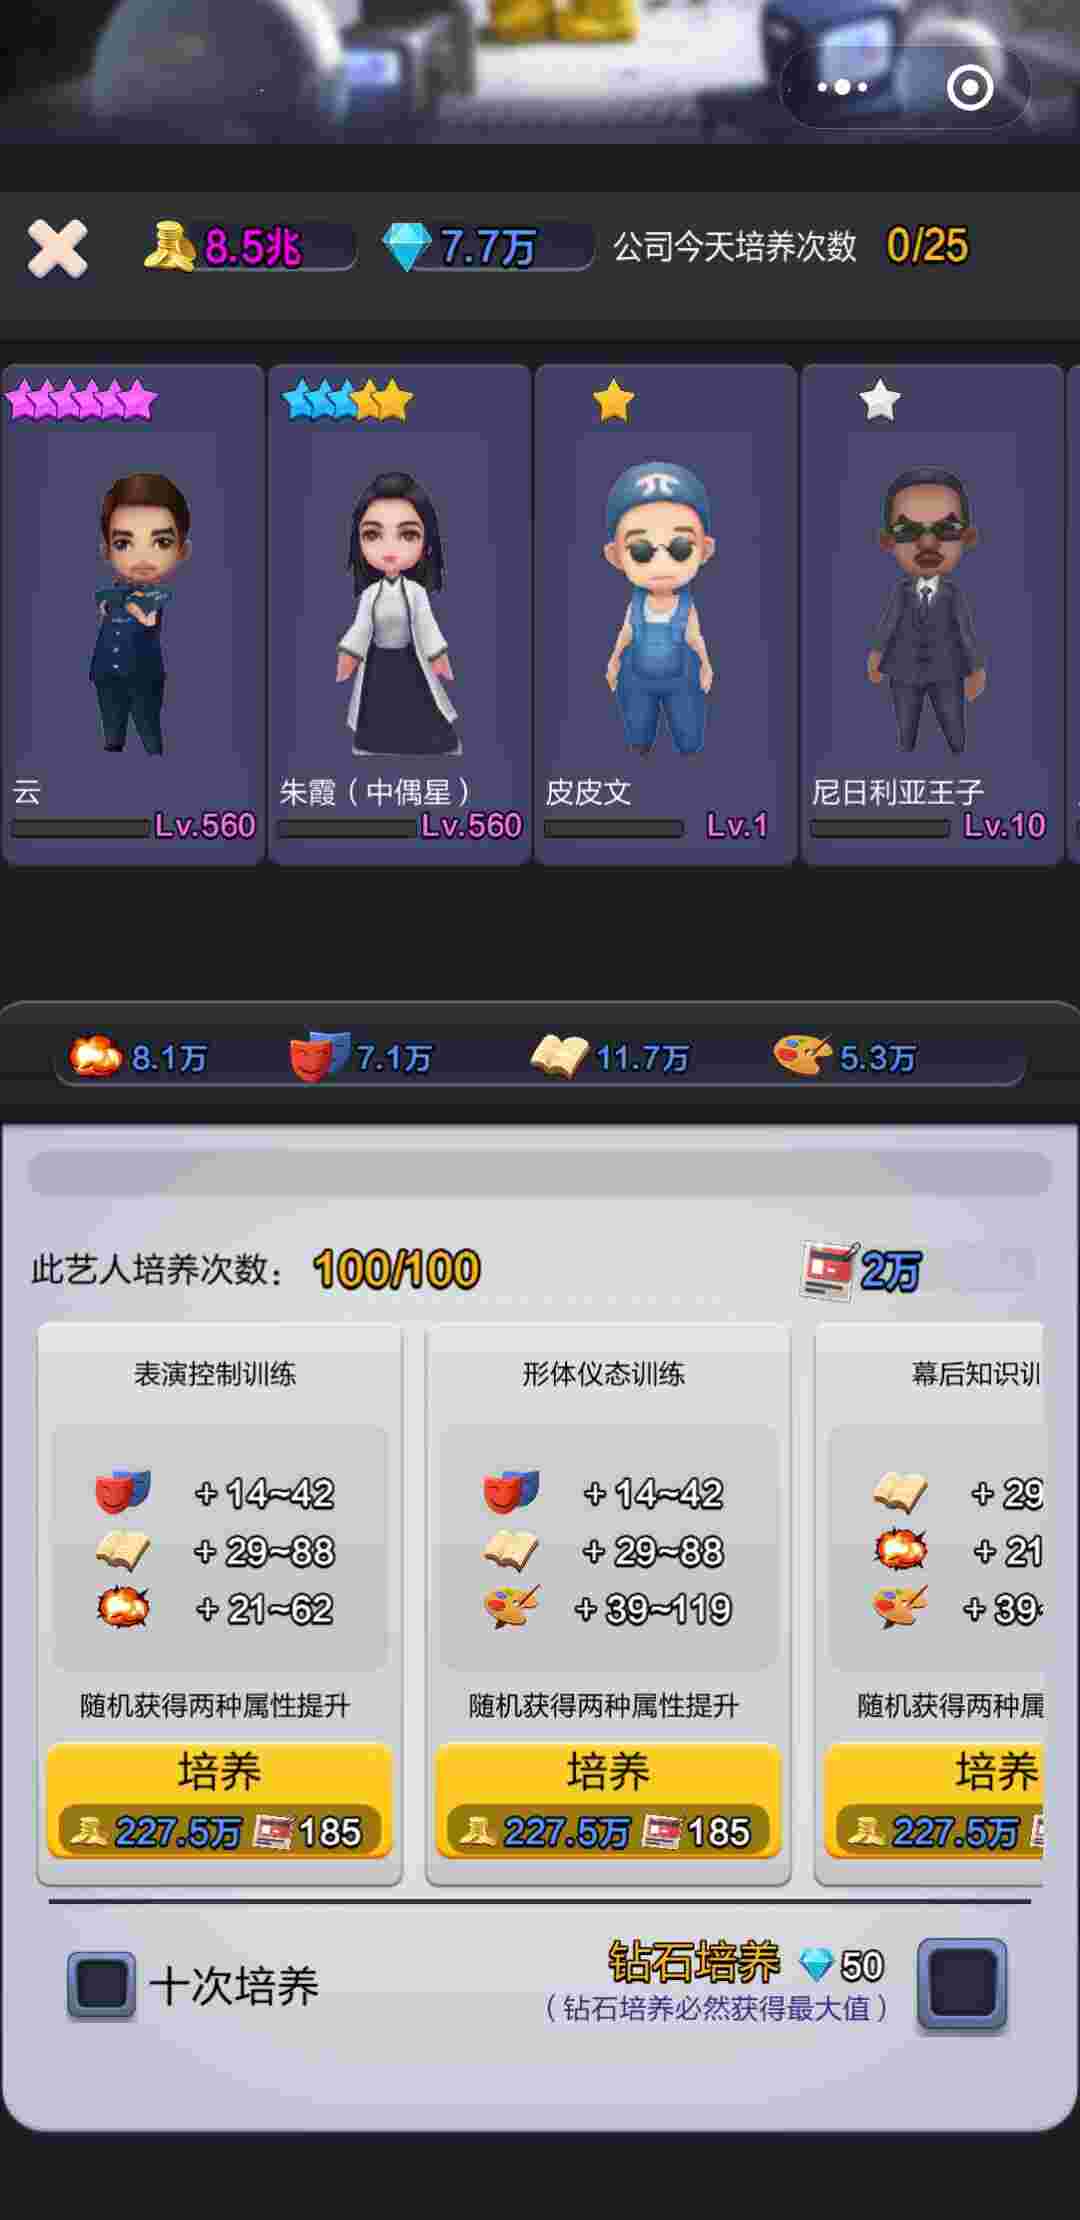 8.5兆 7.7万 公司今天培养次数 0/25
云 Lv.560
朱霞（中偶星） Lv.560
皮皮文 Lv.1
尼日利亚王子 Lv.10
8.1万 7.1万 11.7万 5.3万
此艺人培养次数： 100/100 2万
表演控制训练
+ 14~42
+ 29~88
+ 21~62
随机获得两种属性提升
培养
227.5万 185
形体仪态训练
+ 14~42
+ 29~88
+ 39~119
随机获得两种属性提升
培养
227.5万 185
幕后知识训
+ 29
+ 21
+ 39
随机获得两种属
培养
227.5万
十次培养
钻石培养 50
（钻石培养必然获得最大值）